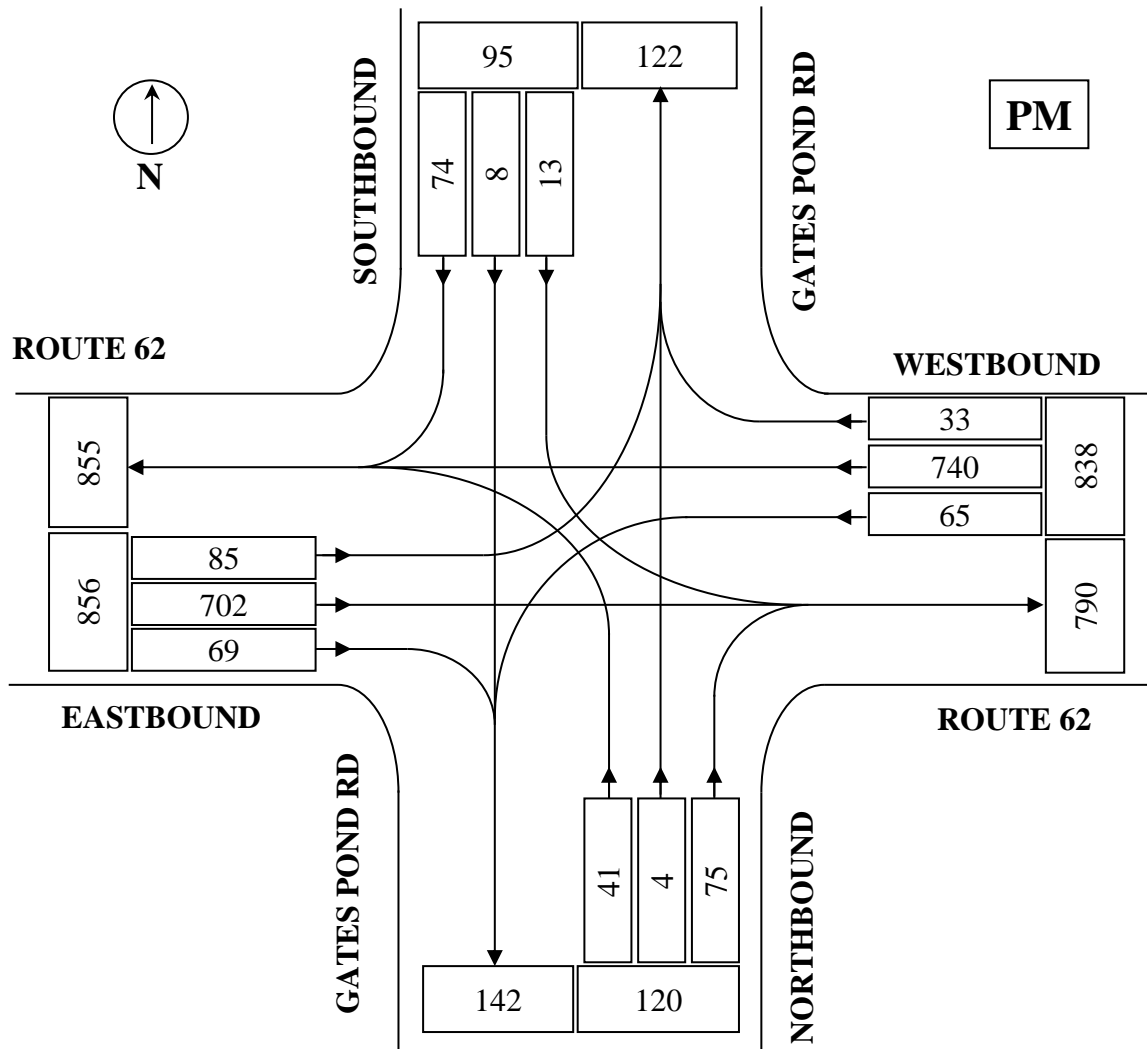 95
122
PM
SOUTHBOUND
74
8
13
GATES POND RD
N
ROUTE 62
WESTBOUND
33
855
740
838
65
85
856
702
790
69
EASTBOUND
ROUTE 62
GATES POND RD
41
4
75
NORTHBOUND
142
120